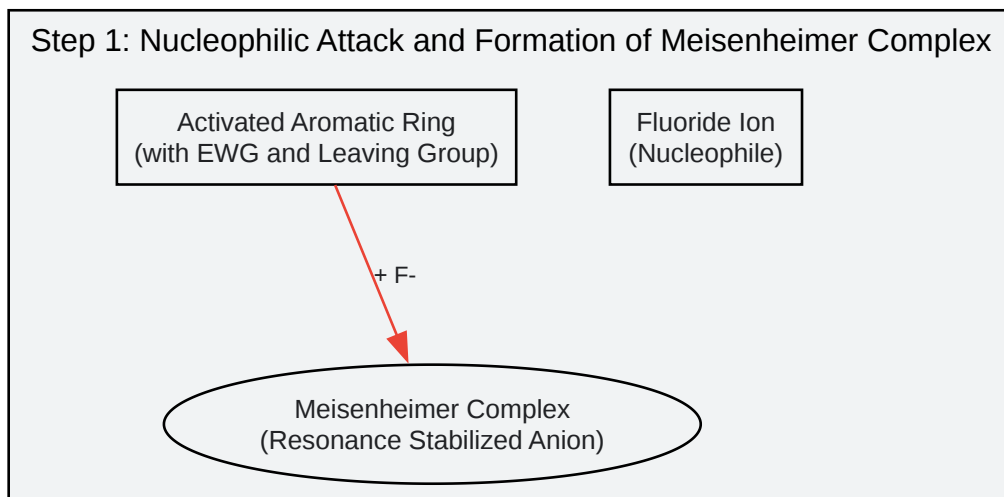 Step 1: Nucleophilic Attack and Formation of Meisenheimer Complex
Activated Aromatic Ring
(with EWG and Leaving Group)
Fluoride Ion
(Nucleophile)
+ F-
Meisenheimer Complex
(Resonance Stabilized Anion)